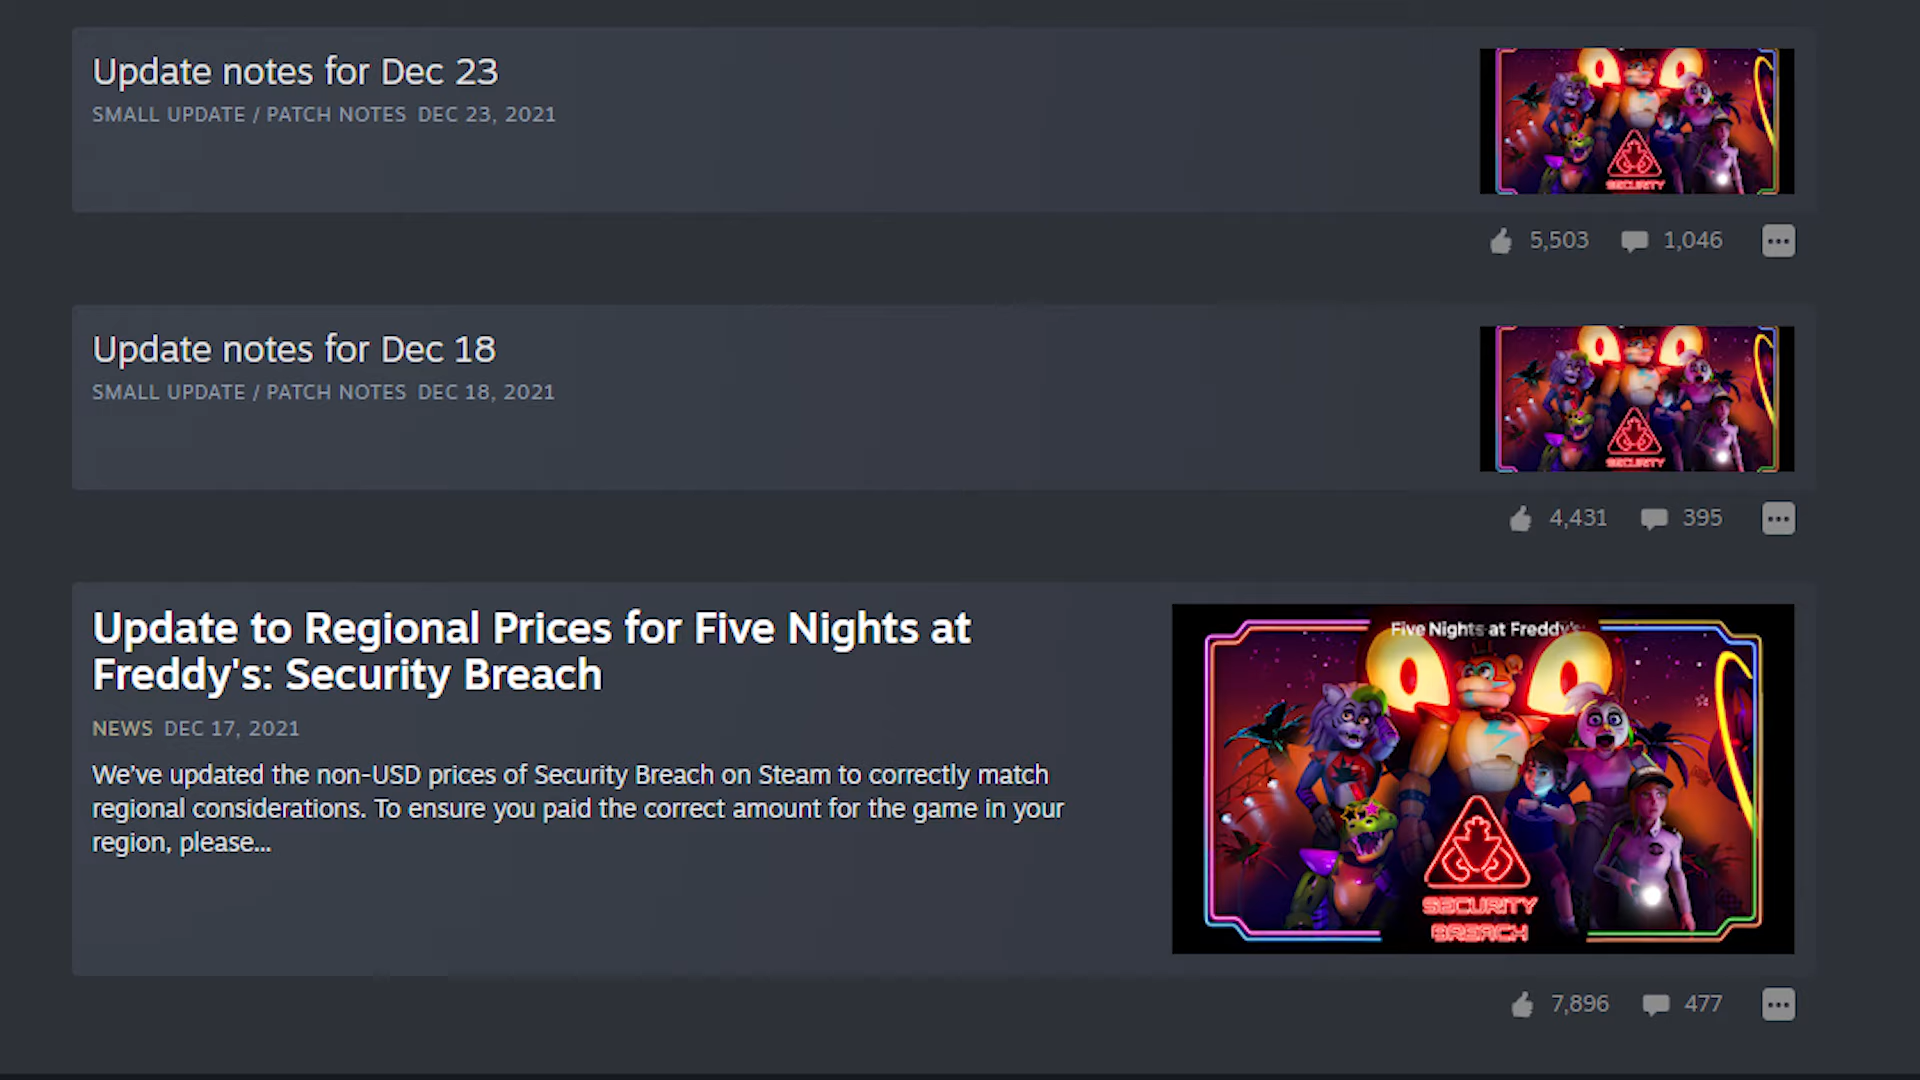 Update notes for Dec 23
SMALL UPDATE / PATCH NOTES DEC 23, 2021
SECURITY
5,503 1,046
Update notes for Dec 18
SMALL UPDATE / PATCH NOTES DEC 18, 2021
SECURITY
4,431 395
Update to Regional Prices for Five Nights at
Freddy's: Security Breach
NEWS DEC 17, 2021
We’ve updated the non-USD prices of Security Breach on Steam to correctly match
regional considerations. To ensure you paid the correct amount for the game in your
region, please...
Five Nights at Freddy's:
SECURITY
BREACH
7,896 477